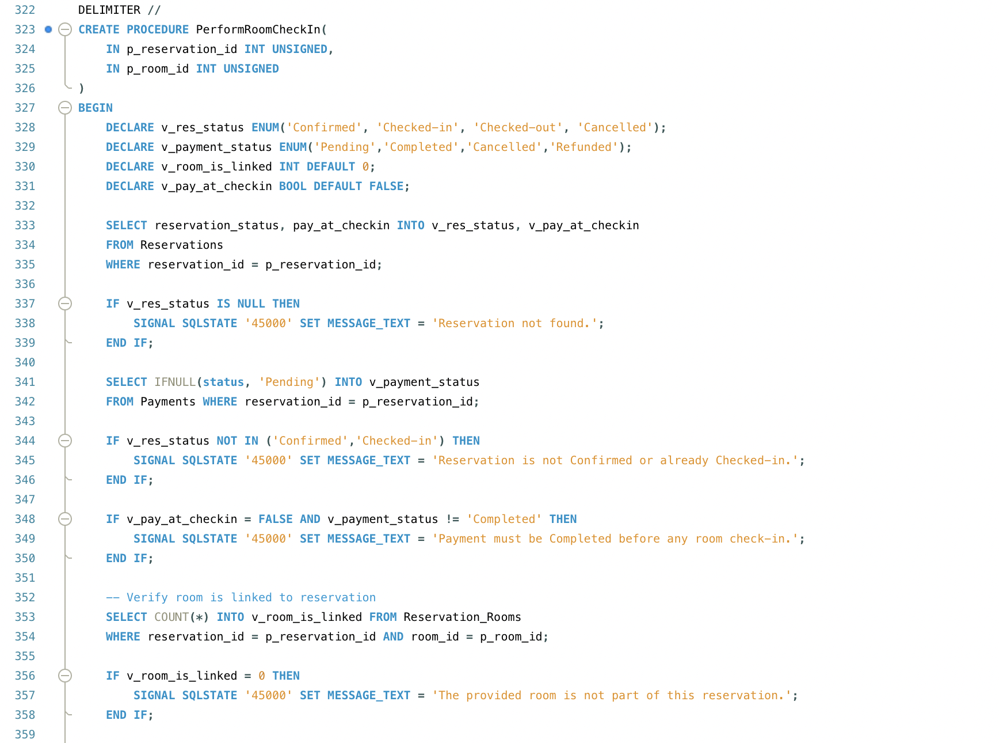 322 DELIMITER //
323 CREATE PROCEDURE PerformRoomCheckIn(
324     IN p_reservation_id INT UNSIGNED,
325     IN p_room_id INT UNSIGNED
326 )
327 BEGIN
328     DECLARE v_res_status ENUM('Confirmed', 'Checked-in', 'Checked-out', 'Cancelled');
329     DECLARE v_payment_status ENUM('Pending','Completed','Cancelled','Refunded');
330     DECLARE v_room_is_linked INT DEFAULT 0;
331     DECLARE v_pay_at_checkin BOOL DEFAULT FALSE;
332
333     SELECT reservation_status, pay_at_checkin INTO v_res_status, v_pay_at_checkin
334     FROM Reservations
335     WHERE reservation_id = p_reservation_id;
336
337     IF v_res_status IS NULL THEN
338         SIGNAL SQLSTATE '45000' SET MESSAGE_TEXT = 'Reservation not found.';
339     END IF;
340
341     SELECT IFNULL(status, 'Pending') INTO v_payment_status
342     FROM Payments WHERE reservation_id = p_reservation_id;
343
344     IF v_res_status NOT IN ('Confirmed','Checked-in') THEN
345         SIGNAL SQLSTATE '45000' SET MESSAGE_TEXT = 'Reservation is not Confirmed or already Checked-in.';
346     END IF;
347
348     IF v_pay_at_checkin = FALSE AND v_payment_status != 'Completed' THEN
349         SIGNAL SQLSTATE '45000' SET MESSAGE_TEXT = 'Payment must be Completed before any room check-in.';
350     END IF;
351
352     -- Verify room is linked to reservation
353     SELECT COUNT(*) INTO v_room_is_linked FROM Reservation_Rooms
354     WHERE reservation_id = p_reservation_id AND room_id = p_room_id;
355
356     IF v_room_is_linked = 0 THEN
357         SIGNAL SQLSTATE '45000' SET MESSAGE_TEXT = 'The provided room is not part of this reservation.';
358     END IF;
359